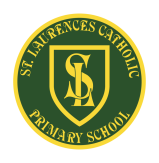 ST. LAURENCES CATHOLIC
SL
PRIMARY SCHOOL